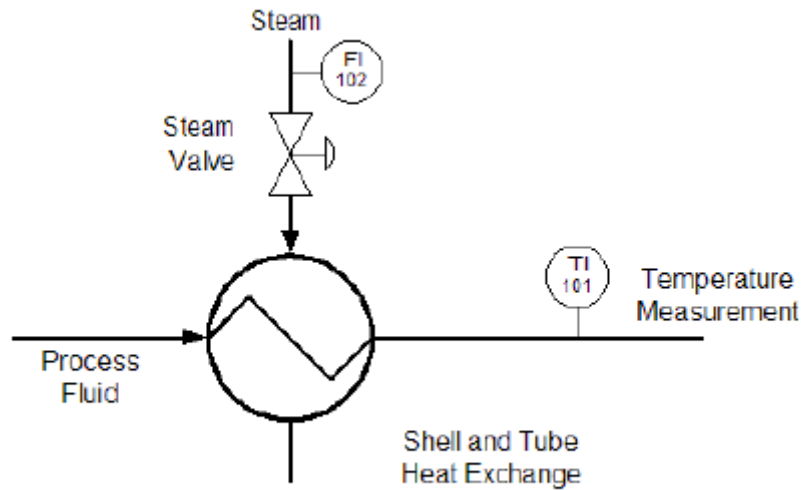 Steam
FI
102
Steam
Valve
TI
101
Temperature
Measurement
Process
Fluid
Shell and Tube
Heat Exchange